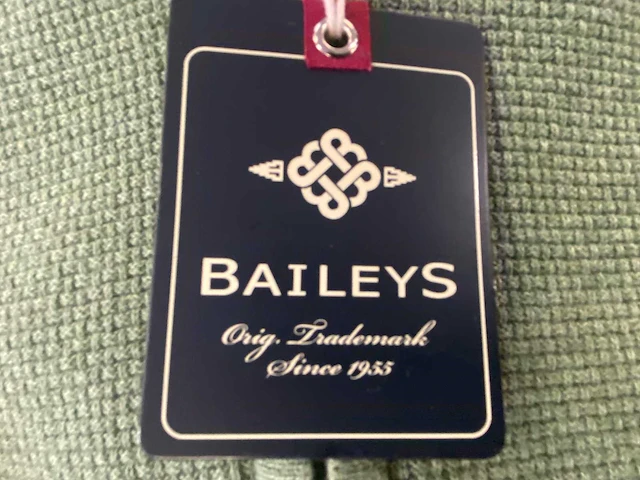 BAILEYS
Orig. Trademark
Since 1955